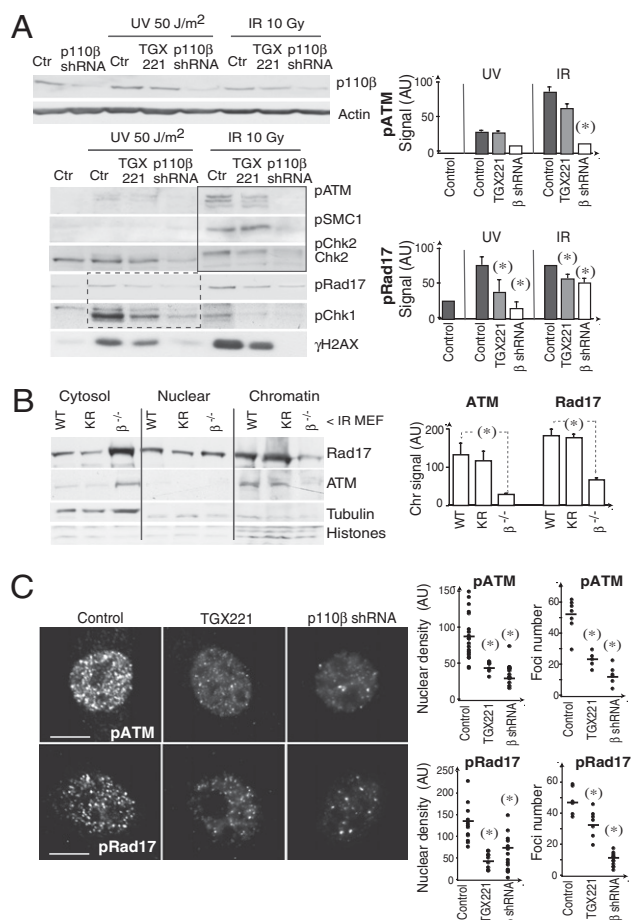 A
UV 50 J/m2 IR 10 Gy
Ctr p110β shRNA Ctr TGX 221 p110β shRNA Ctr TGX 221 p110β shRNA
p110β
Actin
UV 50 J/m2 IR 10 Gy
Ctr Ctr TGX 221 p110β shRNA Ctr TGX 221 p110β shRNA
pATM
pSMC1
pChk2
Chk2
pRad17
pChk1
γH2AX
UV IR
pATM
Signal (AU)
100
50
0
(*)
Control Control TGX221 β shRNA Control TGX221 β shRNA
UV IR
pRad17
Signal (AU)
100
50
0
(*) (*) (*) (*)
Control Control TGX221 β shRNA Control TGX221 β shRNA
B
Cytosol Nuclear Chromatin
WT KR β-/- WT KR β-/- WT KR β-/- < IR MEF
Rad17
ATM
Tubulin
Histones
ATM Rad17
Chr signal (AU)
200
100
0
(*) (*)
WT KR β-/- WT KR β-/-
C
Control TGX221 p110β shRNA
pATM
pRad17
pATM
Nuclear density (AU)
150
100
50
0
(*) (*)
Control TGX221 β shRNA
pATM
Foci number
60
40
20
0
(*) (*)
Control TGX221 β shRNA
pRad17
Nuclear density (AU)
250
200
150
100
50
0
(*) (*)
Control TGX221 β shRNA
pRad17
Foci number
60
40
20
0
(*) (*)
Control TGX221 β shRNA